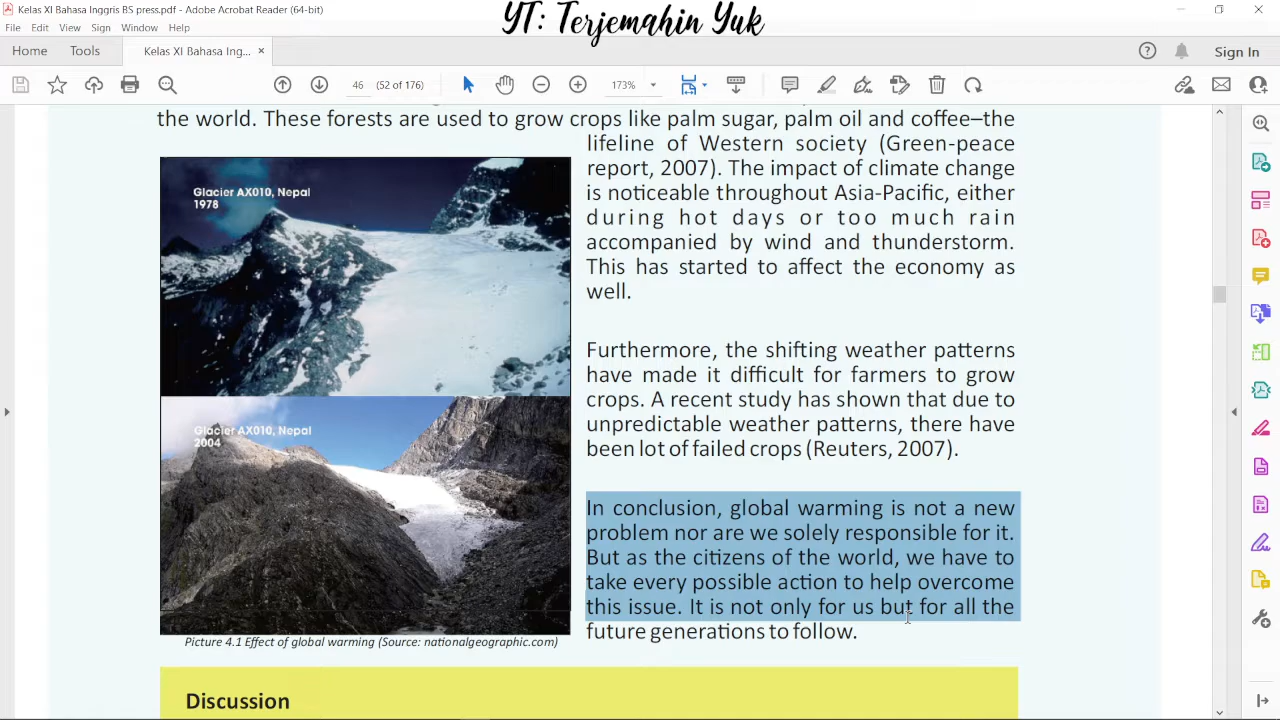 Kelas XI Bahasa Inggris BS press.pdf - Adobe Acrobat Reader (64-bit)
YT: Terjemahin Yuk
File Edit View Sign Window Help
Home Tools Kelas XI Bahasa Ing... × Sign In
46 (52 of 176) 173%
the world. These forests are used to grow crops like palm sugar, palm oil and coffee–the
lifeline of Western society (Green-peace
report, 2007). The impact of climate change
is noticeable throughout Asia-Pacific, either
during hot days or too much rain
accompanied by wind and thunderstorm.
This has started to affect the economy as
well.
Glacier AX010, Nepal
1978
Furthermore, the shifting weather patterns
have made it difficult for farmers to grow
crops. A recent study has shown that due to
unpredictable weather patterns, there have
been lot of failed crops (Reuters, 2007).
Glacier AX010, Nepal
2004
In conclusion, global warming is not a new
problem nor are we solely responsible for it.
But as the citizens of the world, we have to
take every possible action to help overcome
this issue. It is not only for us but for all the
future generations to follow.
Picture 4.1 Effect of global warming (Source: nationalgeographic.com)
Discussion